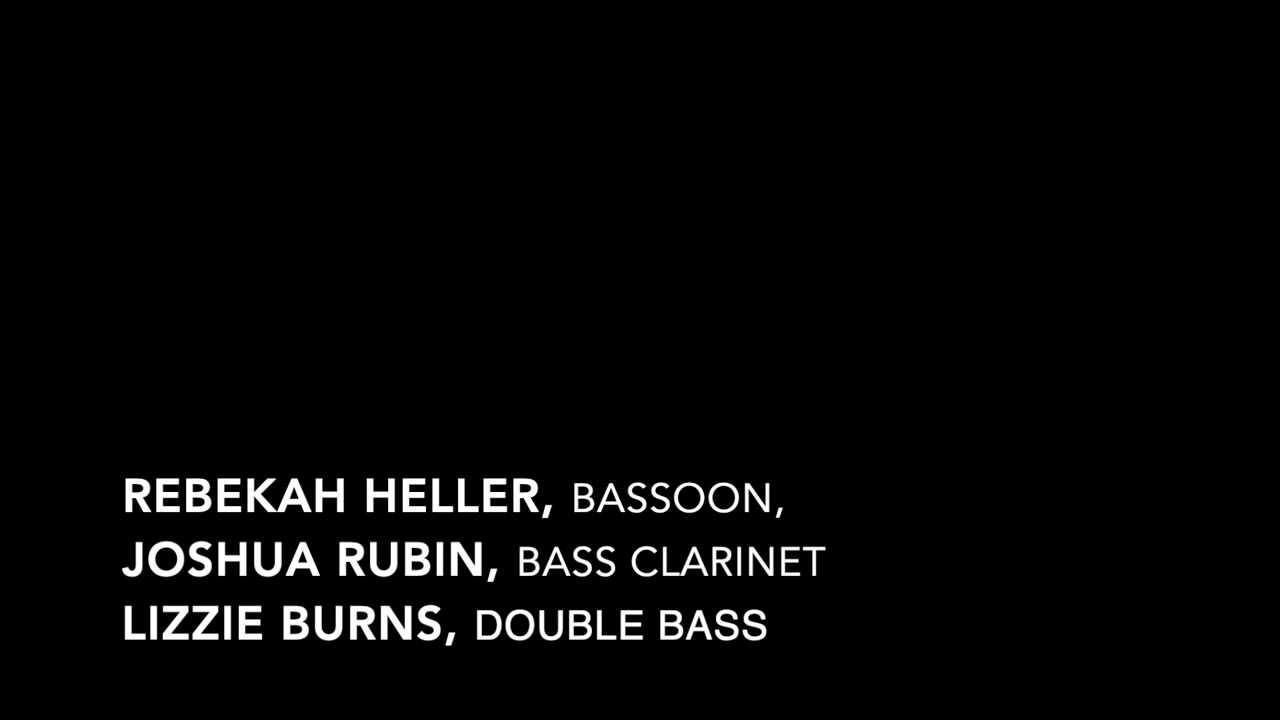 REBEKAH HELLER, BASSOON,
JOSHUA RUBIN, BASS CLARINET
LIZZIE BURNS, DOUBLE BASS